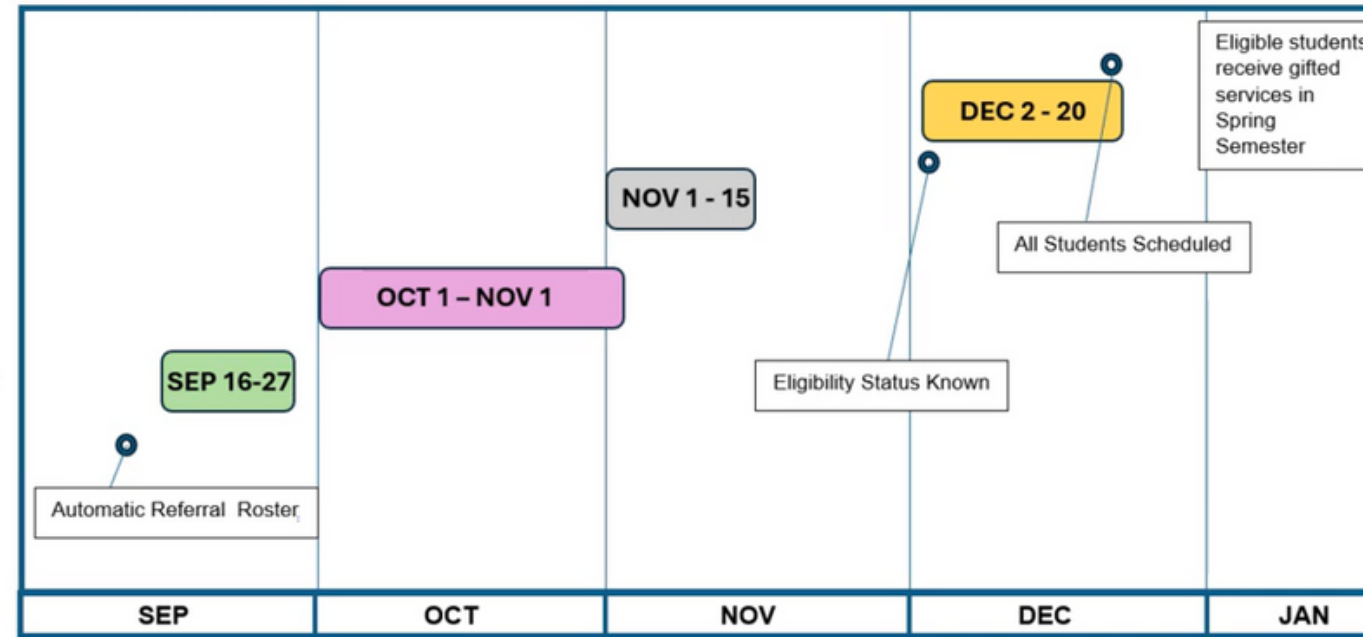 Eligible students
receive gifted
services in
Spring
Semester
DEC 2 - 20
NOV 1 - 15
All Students Scheduled
OCT 1 – NOV 1
Eligibility Status Known
SEP 16-27
Automatic Referral Roster
SEP
OCT
NOV
DEC
JAN